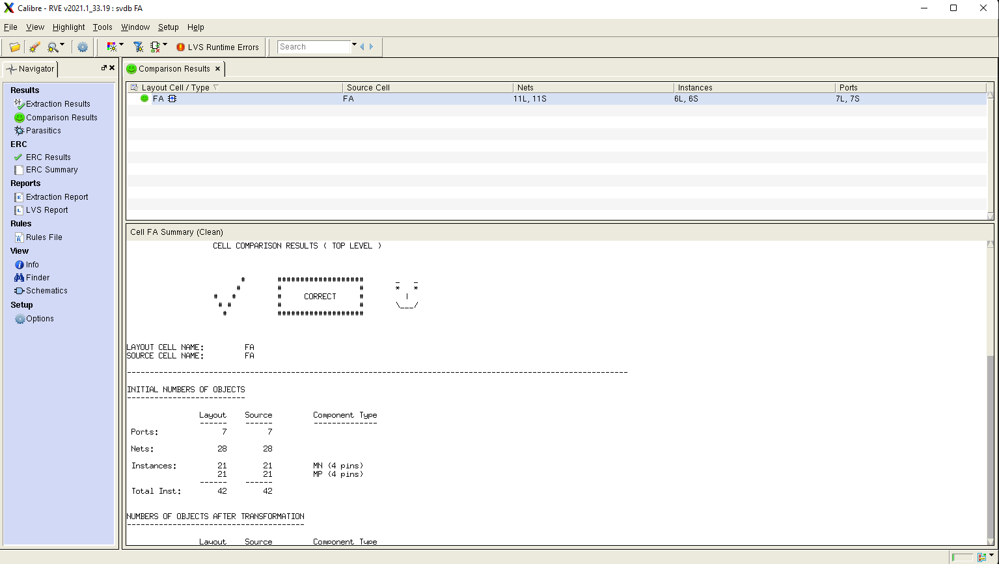 Calibre - RVE v2021.1_33.19 : svdb FA
File View Highlight Tools Window Setup Help
LVS Runtime Errors Search
Navigator
Results
Extraction Results
Comparison Results
Parasitics
ERC
ERC Results
ERC Summary
Reports
Extraction Report
LVS Report
Rules
Rules File
View
Info
Finder
Schematics
Setup
Options
Comparison Results
Layout Cell / Type Source Cell Nets Instances Ports
FA FA 11L, 11S 6L, 6S 7L, 7S
Cell FA Summary (Clean)
CELL COMPARISON RESULTS ( TOP LEVEL )
# ################### _ _
# # # * *
# # # CORRECT # |
# # # # \___/
# ###################
LAYOUT CELL NAME: FA
SOURCE CELL NAME: FA
--------------------------------------------------------------------------------------------------------------
INITIAL NUMBERS OF OBJECTS
--------------------------
Layout Source Component Type
------ ------ --------------
Ports: 7 7
Nets: 28 28
Instances: 21 21 MN (4 pins)
21 21 MP (4 pins)
------ ------
Total Inst: 42 42
NUMBERS OF OBJECTS AFTER TRANSFORMATION
---------------------------------------
Layout Source Component Type